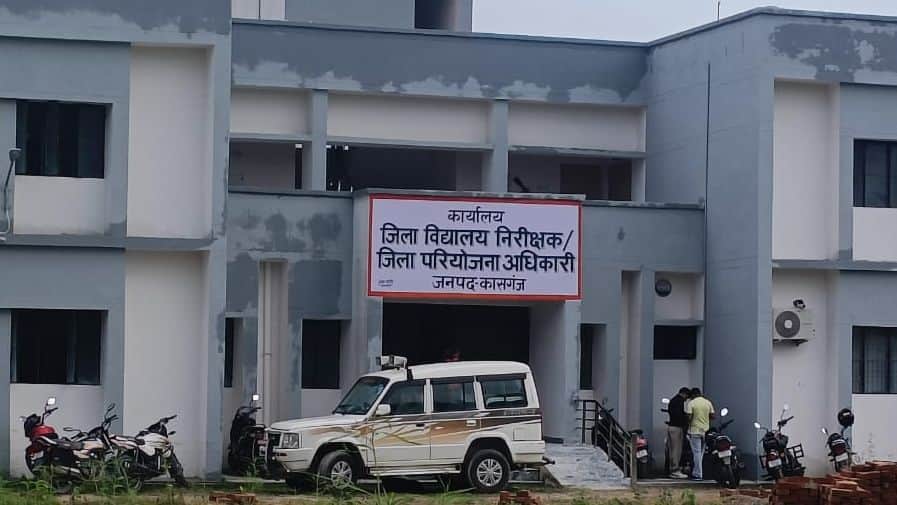 कार्यालय
जिला विद्यालय निरीक्षक/
जिला परियोजना अधिकारी
जनपद-कासगंज